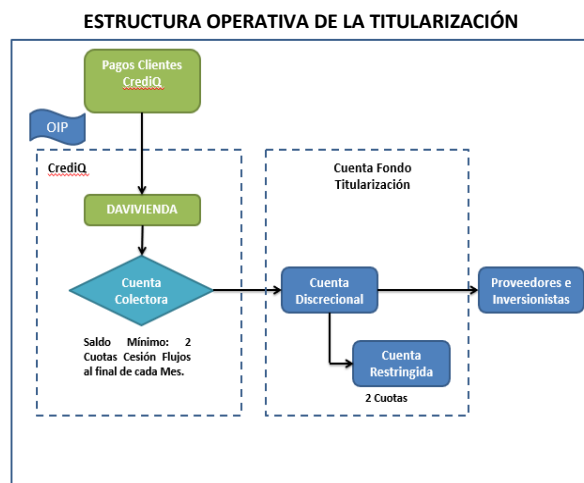 ESTRUCTURA OPERATIVA DE LA TITULARIZACIÓN
Pagos Clientes
CrediQ
OIP
CrediQ
DAVIVIENDA
Cuenta
Colectora
Saldo Mínimo: 2
Cuotas Cesión Flujos
al final de cada Mes.
Cuenta Fondo
Titularización
Cuenta
Discrecional
Cuenta
Restringida
2 Cuotas
Proveedores e
Inversionistas